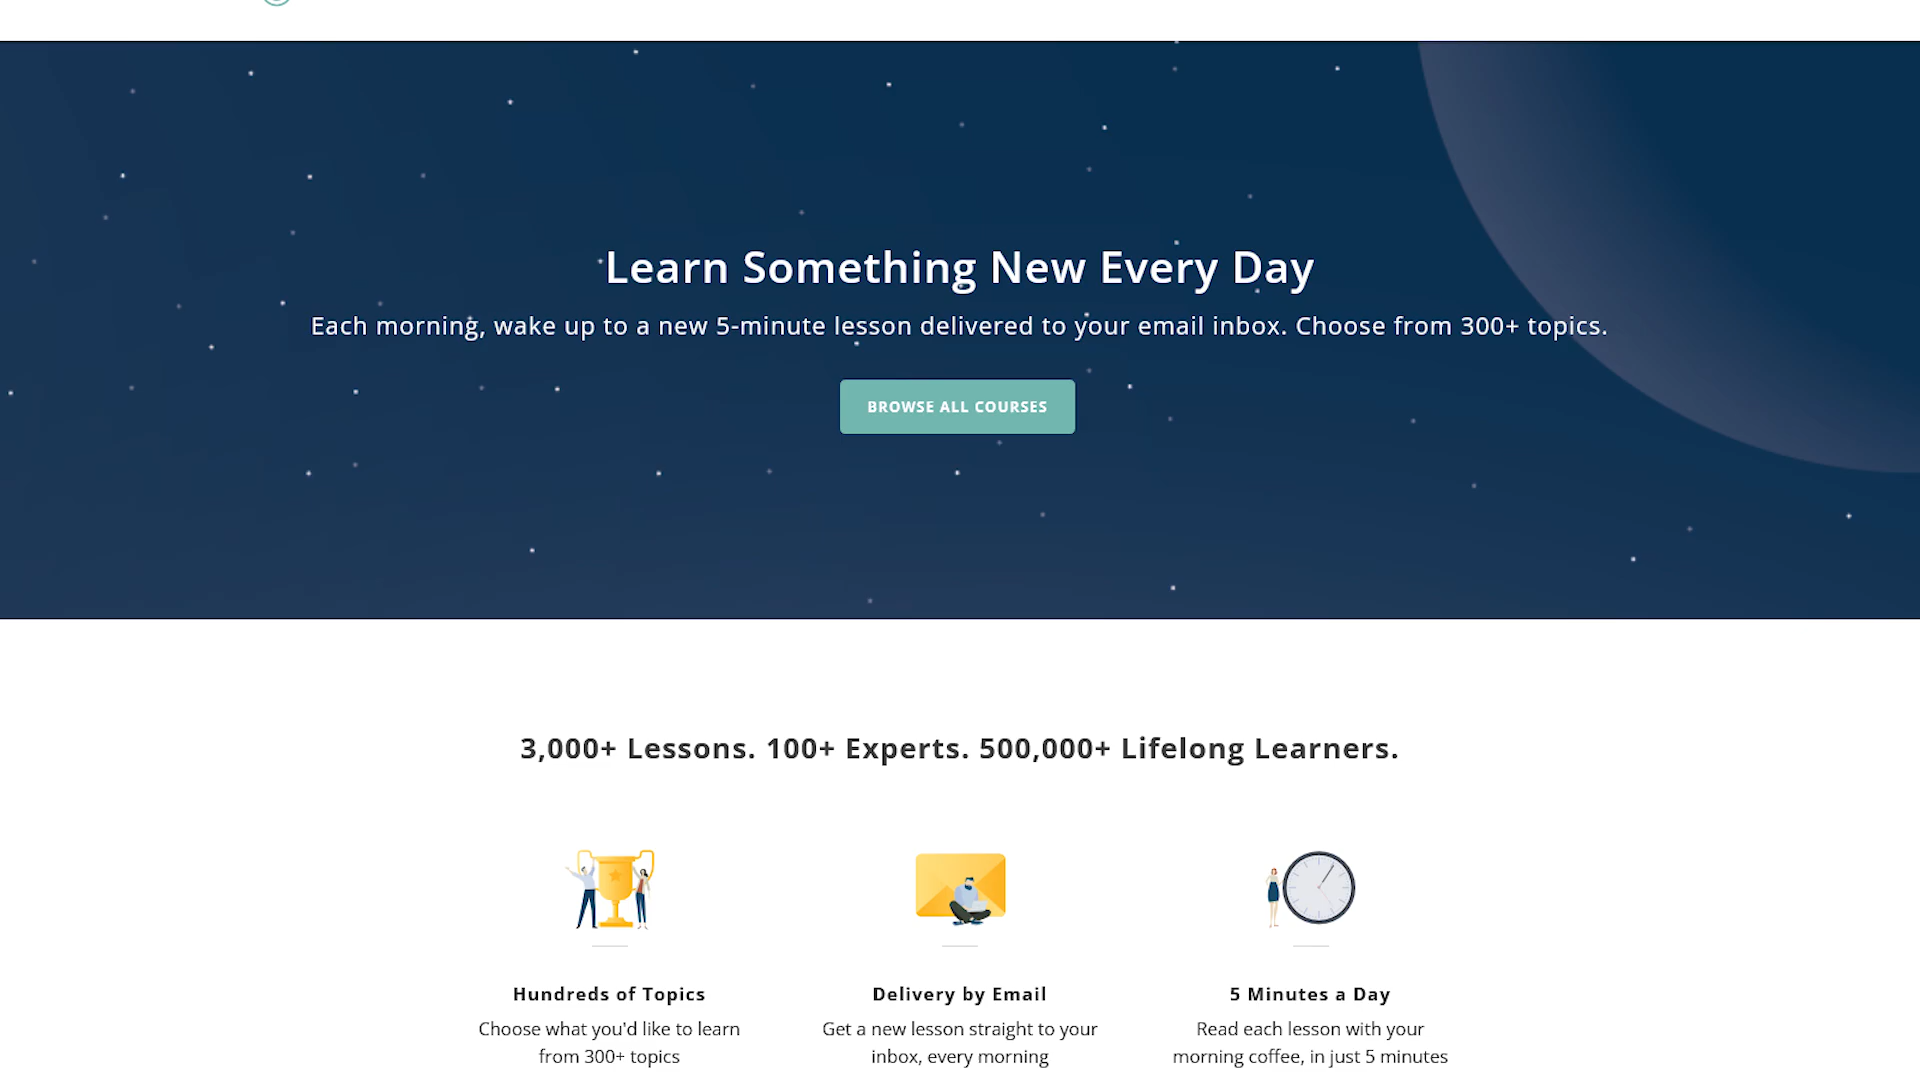 Learn Something New Every Day
Each morning, wake up to a new 5-minute lesson delivered to your email inbox. Choose from 300+ topics.
BROWSE ALL COURSES
3,000+ Lessons. 100+ Experts. 500,000+ Lifelong Learners.
Hundreds of Topics
Choose what you'd like to learn
from 300+ topics
Delivery by Email
Get a new lesson straight to your
inbox, every morning
5 Minutes a Day
Read each lesson with your
morning coffee, in just 5 minutes